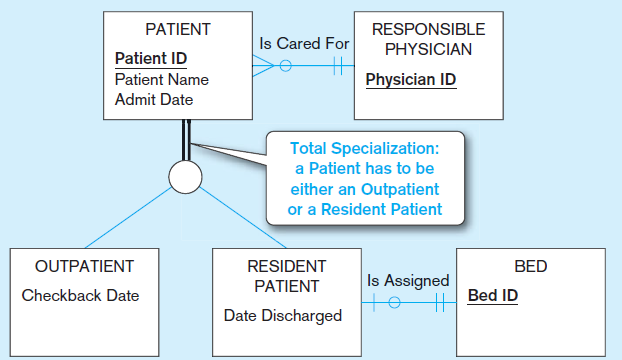 PATIENT
Patient ID
Patient Name
Admit Date
Is Cared For
RESPONSIBLE
PHYSICIAN
Physician ID
Total Specialization:
a Patient has to be
either an Outpatient
or a Resident Patient
OUTPATIENT
Checkback Date
RESIDENT
PATIENT
Date Discharged
Is Assigned
BED
Bed ID